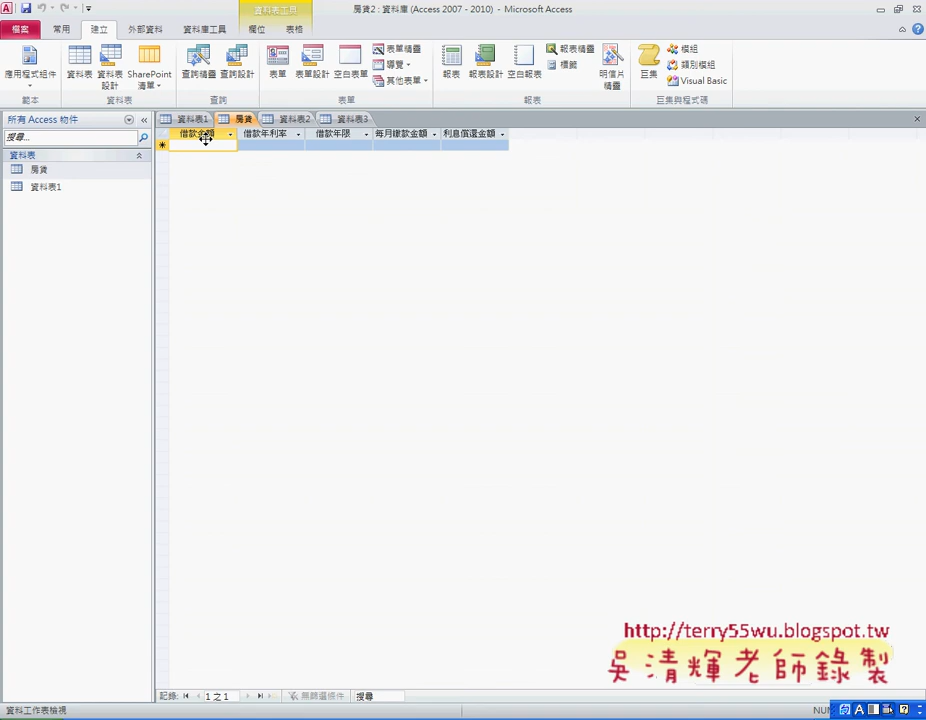 資料表工具
房貸2 : 資料庫 (Access 2007 - 2010) - Microsoft Access
檔案 常用 建立 外部資料 資料庫工具 欄位 表格
應用程式組件 資料表 資料表設計 SharePoint 清單 查詢精靈 查詢設計 表單 表單設計 空白表單 表單精靈 導覽 其他表單 報表 報表設計 空白報表 報表精靈 標籤 明信片精靈 巨集 模組 類別模組 Visual Basic
範本 資料表 查詢 表單 報表 巨集與程式碼
所有 Access 物件
搜尋...
資料表
房貸
資料表1
資料表1 房貸 資料表2 資料表3
借款金額 借款年利率 借款年限 每月繳款金額 利息償還金額
http://terry55wu.blogspot.tw
吳清輝老師錄製
記錄: 1 之 1 無篩選條件 搜尋
資料工作表檢視 NUM